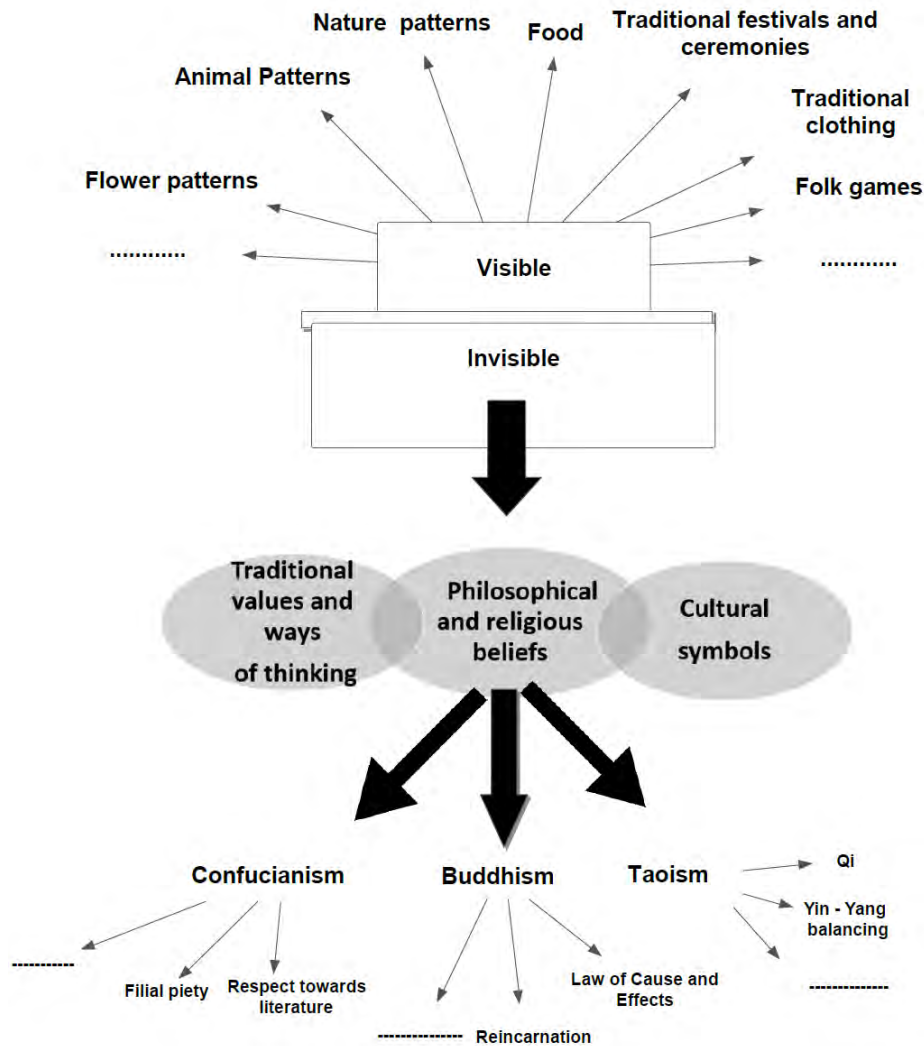 Nature patterns
Food
Traditional festivals and
ceremonies
Animal Patterns
Traditional
clothing
Flower patterns
Folk games
............
............
Visible
Invisible
Traditional
values and
ways
of thinking
Philosophical
and religious
beliefs
Cultural
symbols
Confucianism
Buddhism
Taoism
Qi
Yin - Yang
balancing
-----------
Filial piety
Respect towards
literature
---------------
Reincarnation
Law of Cause and
Effects
--------------